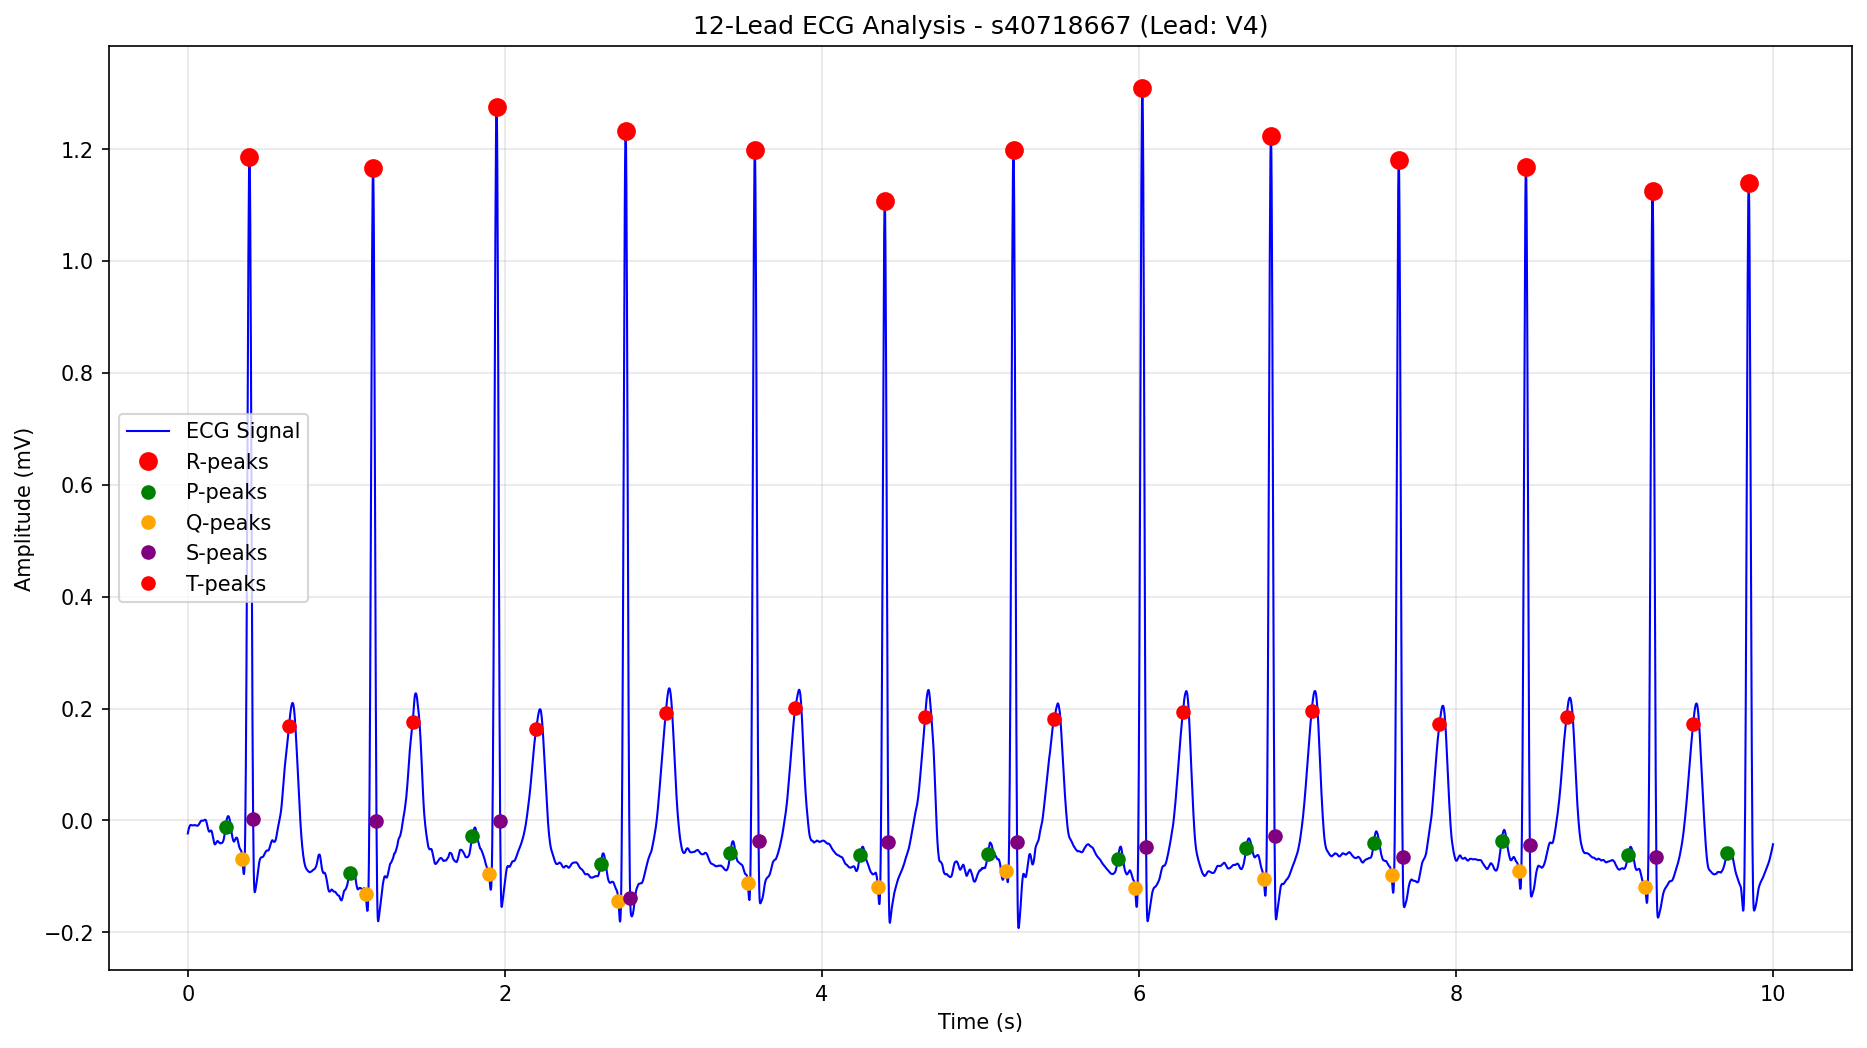 12-Lead ECG Analysis - s40718667 (Lead: V4)
Amplitude (mV)
1.2
1.0
0.8
0.6
0.4
0.2
0.0
−0.2
ECG Signal
R-peaks
P-peaks
Q-peaks
S-peaks
T-peaks
0 2 4 6 8 10
Time (s)